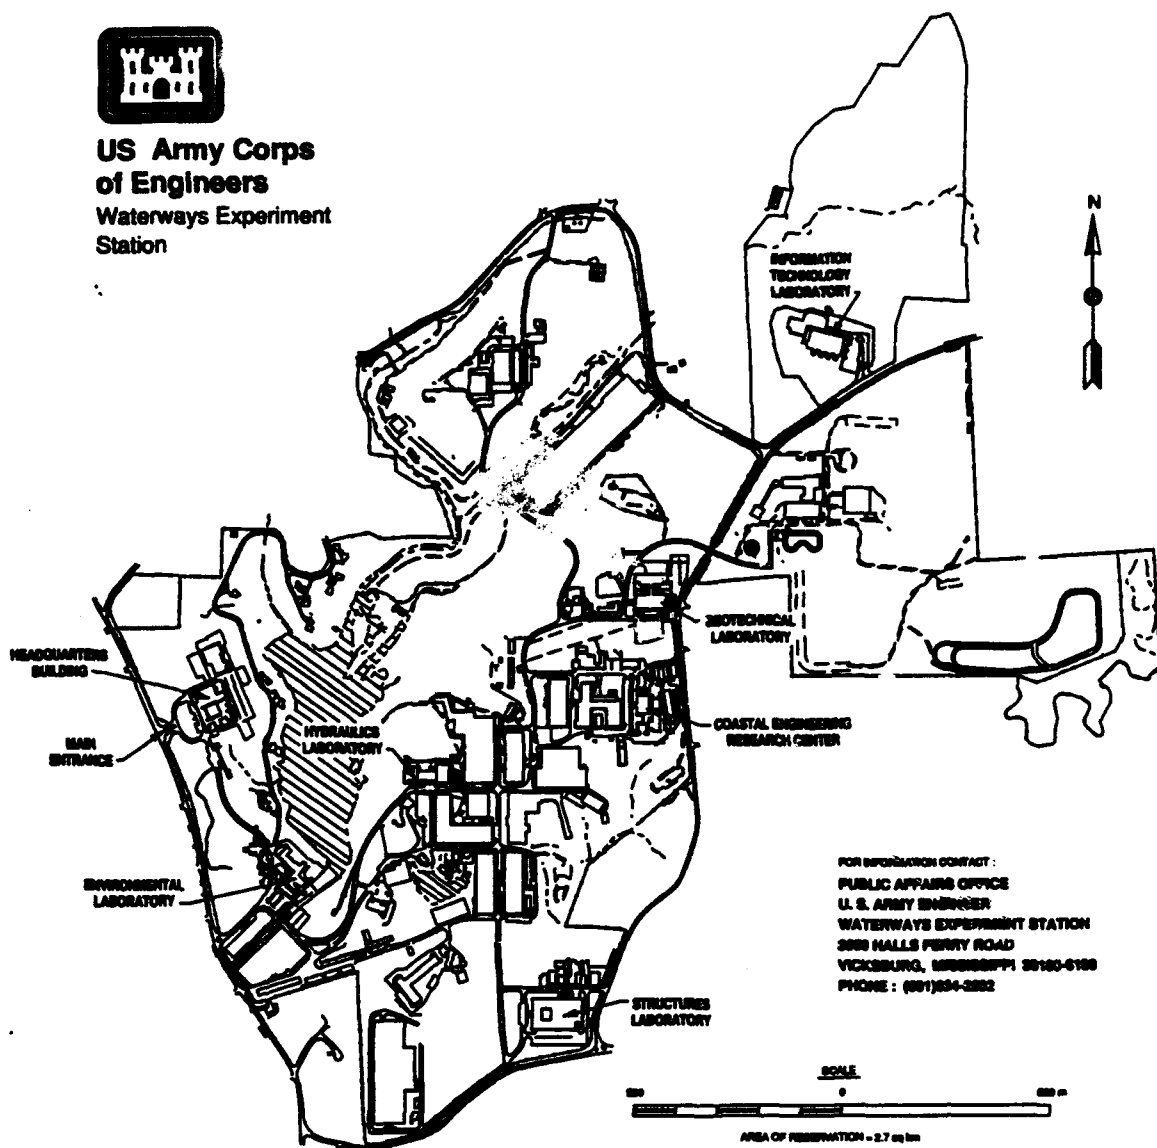 US Army Corps
of Engineers
Waterways Experiment
Station
N
INFORMATION
TECHNOLOGY
LABORATORY
GEOTECHNICAL
LABORATORY
HEADQUARTERS
BUILDING
MAIN
ENTRANCE
HYDRAULICS
LABORATORY
COASTAL ENGINEERING
RESEARCH CENTER
ENVIRONMENTAL
LABORATORY
STRUCTURES
LABORATORY
FOR INFORMATION CONTACT :
PUBLIC AFFAIRS OFFICE
U. S. ARMY ENGINEER
WATERWAYS EXPERIMENT STATION
HALLS FERRY ROAD
VICKSBURG, MISSISSIPPI
PHONE :
SCALE
0
m
AREA OF RESERVATION - 2.7 sq km